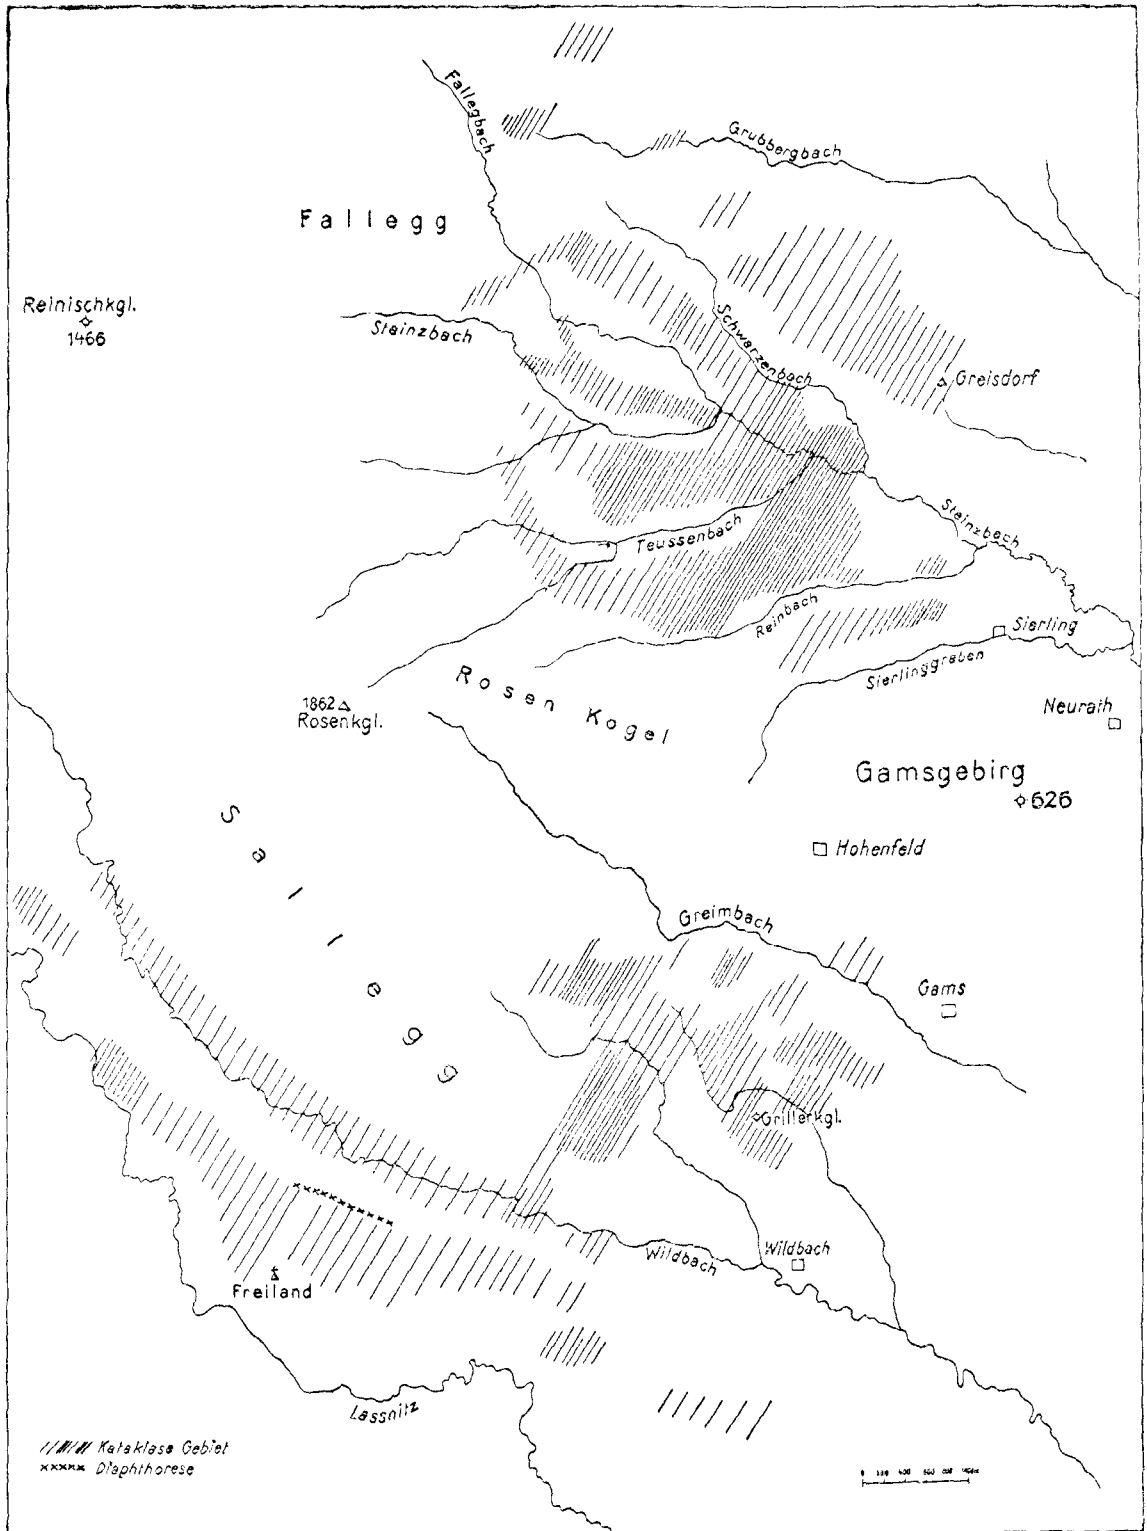 Fallegbach
Grubbergbach
Fallegg
Reinischkgl.
1466
Steinzbach
Schwarzenbach
Greisdorf
Steinzbach
Teussenbach
Reinbach
Sierling
Sierlinggraben
Rosen Kogel
1862
Rosenkgl.
Neurath
Gamsgebirg
626
Hohenfeld
Sallegg
Greimbach
Gams
Grillerkgl.
Wildbach
Wildbach
Freiland
Lassnitz
Kataklase Gebiet
Diaphthorese